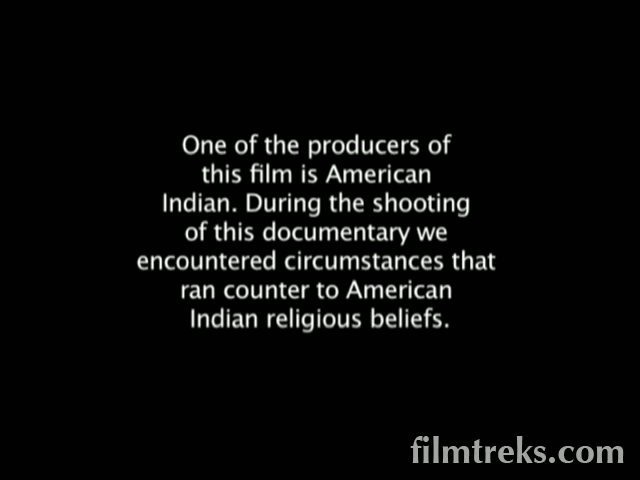 One of the producers of
this film is American
Indian. During the shooting
of this documentary we
encountered circumstances that
ran counter to American
Indian religious beliefs.
filmtreks.com